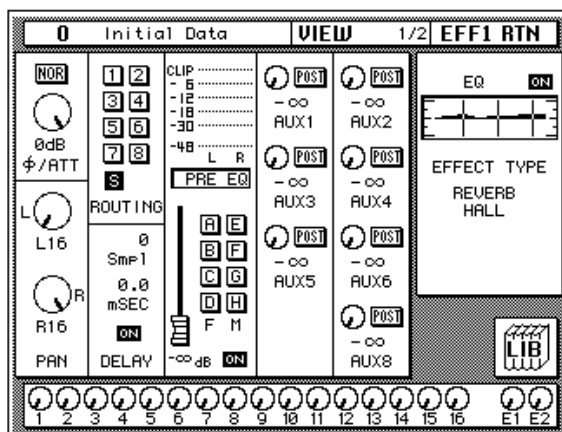 0 Initial Data VIEW 1/2 EFF1 RTN
NOR
0dB
ϕ/ATT
L
L16
R
R16
PAN
1 2
3 4
5 6
7 8
S
ROUTING
0
Smpl
0.0
mSEC
ON
DELAY
CLIP
- 6
-12
-18
-30
-48
L R
PRE EQ
A E
B F
C G
D H
F M
-∞ dB ON
POST POST
-∞ -∞
AUX1 AUX2
POST POST
-∞ -∞
AUX3 AUX4
POST POST
-∞ -∞
AUX5 AUX6
POST
-∞
AUX8
EQ ON
EFFECT TYPE
REVERB
HALL
LIB
1 2 3 4 5 6 7 8 9 10 11 12 13 14 15 16 E1 E2